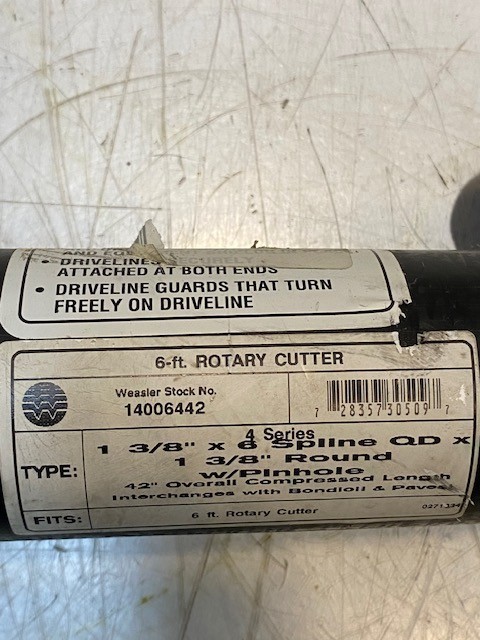 • DRIVELINES SECURELY
ATTACHED AT BOTH ENDS
• DRIVELINE GUARDS THAT TURN
FREELY ON DRIVELINE
6-ft. ROTARY CUTTER
Weasler Stock No.
14006442
7 28357 30509 7
4 Series
TYPE:
1 3/8" x 6 Spline QD x
1 3/8" Round
w/Pinhole
42" Overall Compressed Length
Interchanges with Bondioli & Pavesi
FITS:
6 ft. Rotary Cutter